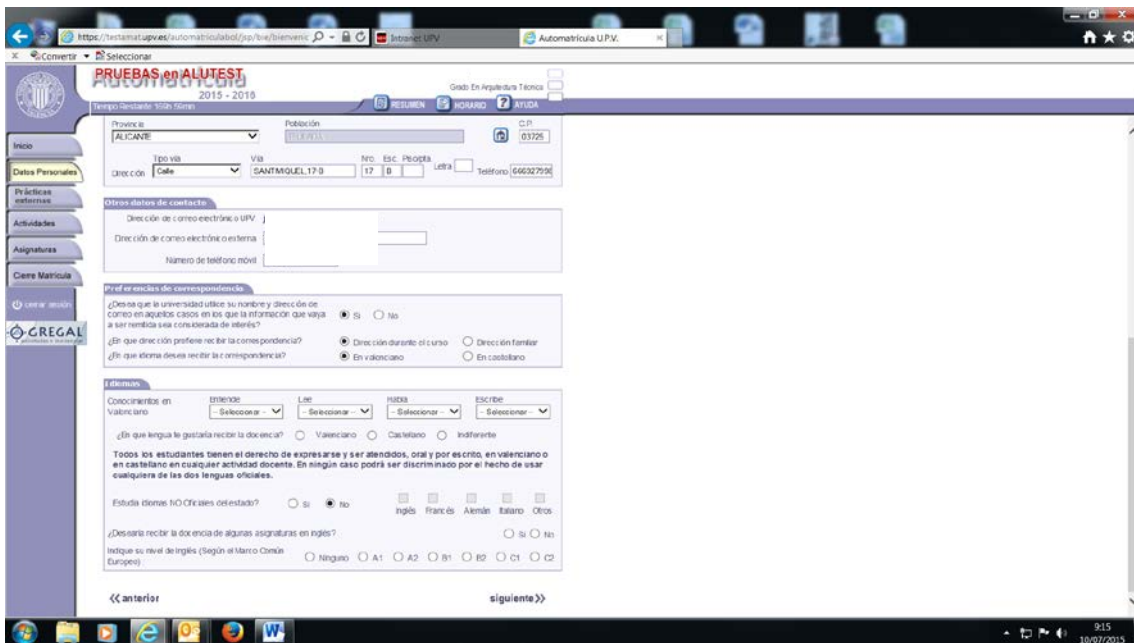 https://testamat.upv.es/automatriculabol/jsp/bie/bienvenic
Intranet UPV
Automatrícula U.P.V.
Convertir
Seleccionar
PRUEBAS en ALUTEST
Automatrícula
2015 - 2016
Grado En Arquitectura Técnica
Tiempo Restante
RESUMEN
HORARIO
AYUDA
Inicio
Datos Personales
Prácticas externas
Actividades
Asignaturas
Cierre Matrícula
cerrar sesión
GREGAL
Provincia
Población
C.P.
ALICANTE
03725
Tipo vía
Vía
Nro.
Esc.
Piso/pta.
Letra
Dirección
Calle
17
Teléfono
Otros datos de contacto
Dirección de correo electrónico UPV
Dirección de correo electrónico externa
Número de teléfono móvil
Preferencias de correspondencia
¿Desea que la universidad utilice su nombre y dirección de
correo en aquellos casos en los que la información que vaya
a ser remitida sea considerada de interés?
Si No
¿En que dirección prefiere recibir la correspondencia? Dirección durante el curso Dirección familiar
¿En que idioma desea recibir la correspondencia? En valenciano En castellano
Idiomas
Conocimientos en Valenciano
Entiende Lee Habla Escribe
-- Seleccionar -- -- Seleccionar -- -- Seleccionar -- -- Seleccionar --
¿En que lengua le gustaría recibir la docencia? Valenciano Castellano Indiferente
Todos los estudiantes tienen el derecho de expresarse y ser atendidos, oral y por escrito, en valenciano o
en castellano en cualquier actividad docente. En ningún caso podrá ser discriminado por el hecho de usar
cualquiera de las dos lenguas oficiales.
Estudia idiomas NO Oficiales del estado? Si No
Inglés Francés Alemán Italiano Otros
¿Desearía recibir la docencia de algunas asignaturas en inglés? Si No
Indique su nivel de Inglés (Según el Marco Común
Europeo) Ninguno A1 A2 B1 B2 C1 C2
<< anterior siguiente >>
9:15
10/07/2015